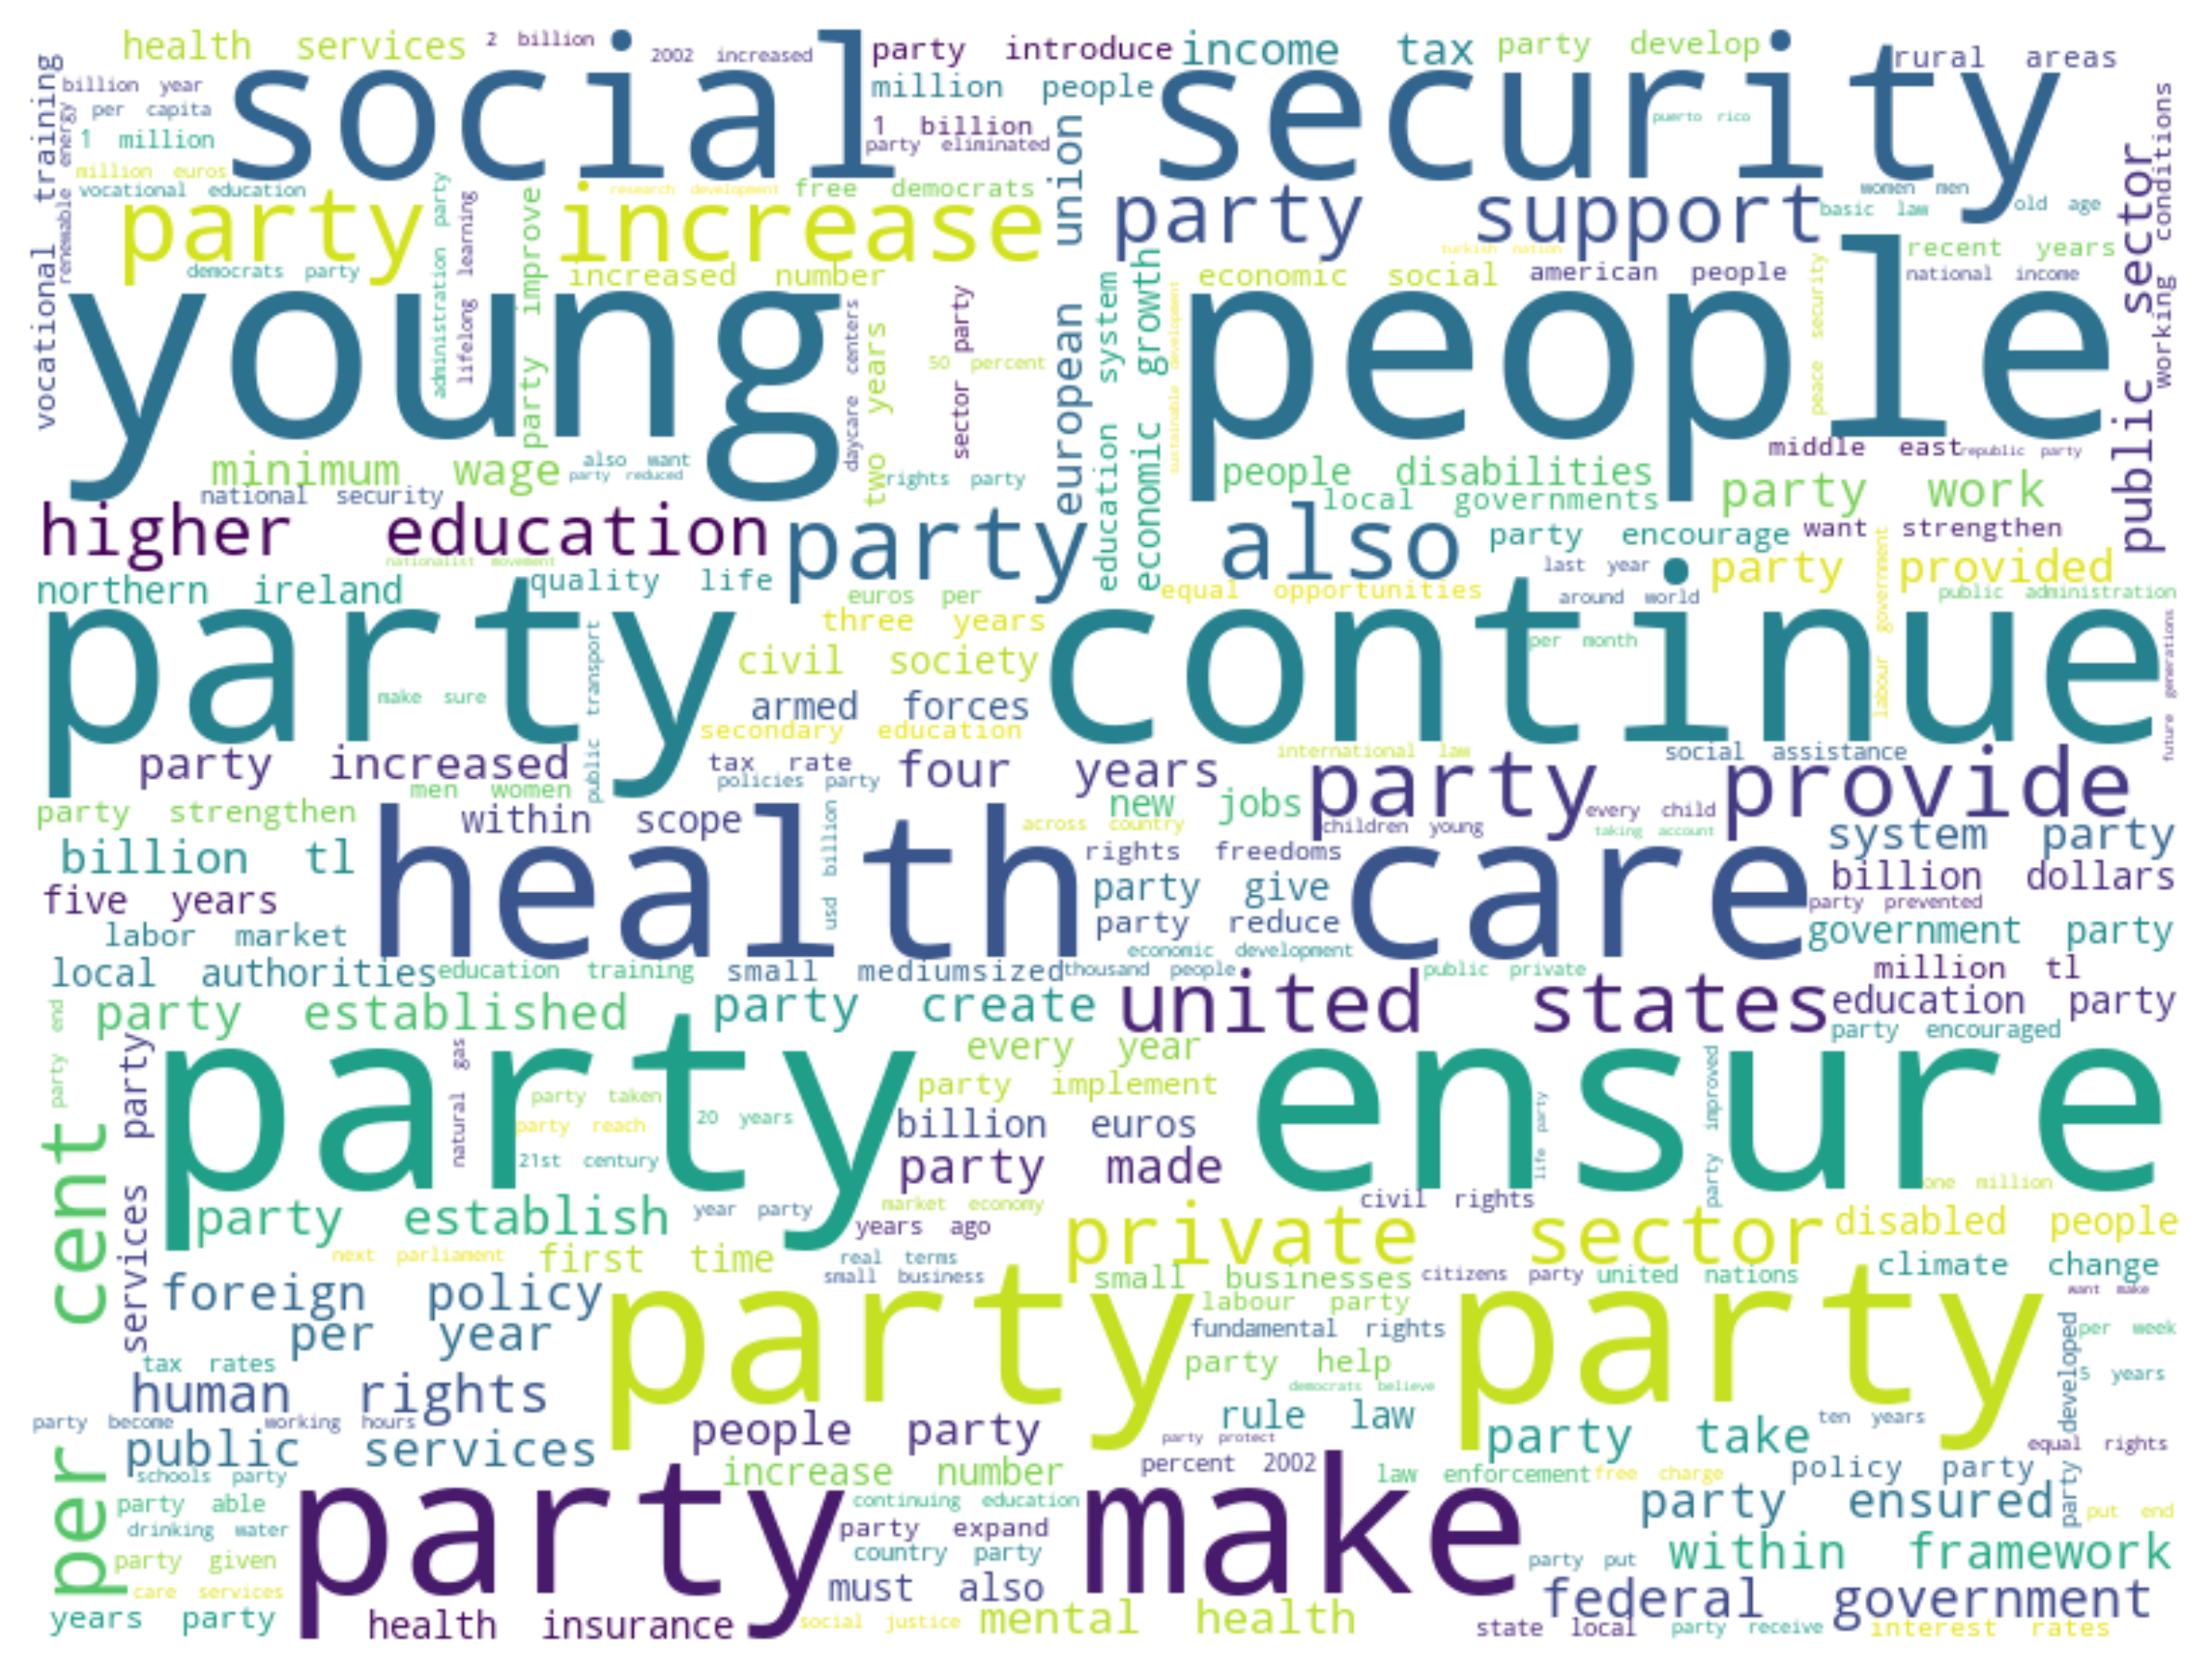 health services
2 billion
2002 increased
party introduce
income tax
party develop
rural areas
social security
billion year
per capita
1 million
million people
1 billion
party eliminated
puerto rico
million euros
vocational education
vocational training
renewable energy
research development
free democrats
women men
basic law
old age
party increase
party support
european union
public sector
working conditions
turkish nation
recent years
democrats party
administration party
lifelong learning
party improve
increased number
economic social
american people
national income
young people
daycare centers
two years
sector party
50 percent
education system
economic growth
sustainable development
peace security
minimum wage
also want
party reduced
national security
rights party
people disabilities
local governments
middle east
republic party
party work
higher education
nationalist movement
party also
party encourage
want strengthen
northern ireland
quality life
euros per
equal opportunities
last year
around world
party provided
public administration
labour government
future generations
party continue
make sure
public transport
three years
civil society
per month
armed forces
secondary education
party increased
men women
tax rate
policies party
four years
international law
social assistance
party provide
party strengthen
within scope
new jobs
every child
children young
across country
taking account
billion tl
health care
usd billion
rights freedoms
system party
five years
party give
billion dollars
party prevented
labor market
party reduce
economic development
government party
local authorities
education training
small mediumsized
thousand people
public private
million tl
party end
party established
party create
united states
education party
party encouraged
services party
party ensure
natural gas
every year
party implement
party taken
20 years
party reach
21st century
billion euros
party made
life party
party improved
one million
civil rights
per cent
party establish
year party
market economy
years ago
private sector
disabled people
next parliament
first time
real terms
small business
climate change
foreign policy
small businesses
citizens party
united nations
want make
party party
labour party
per year
fundamental rights
per week
tax rates
party help
democrats believe
5 years
party developed
human rights
party become
working hours
people party
rule law
party protect
party take
ten years
equal rights
public services
schools party
increase number
percent 2002
law enforcement
free charge
policy party
party make
party able
continuing education
party ensured
put end
drinking water
party expand
party given
country party
party put
within framework
care services
must also
federal government
years party
health insurance
social justice
mental health
state local
party receive
interest rates